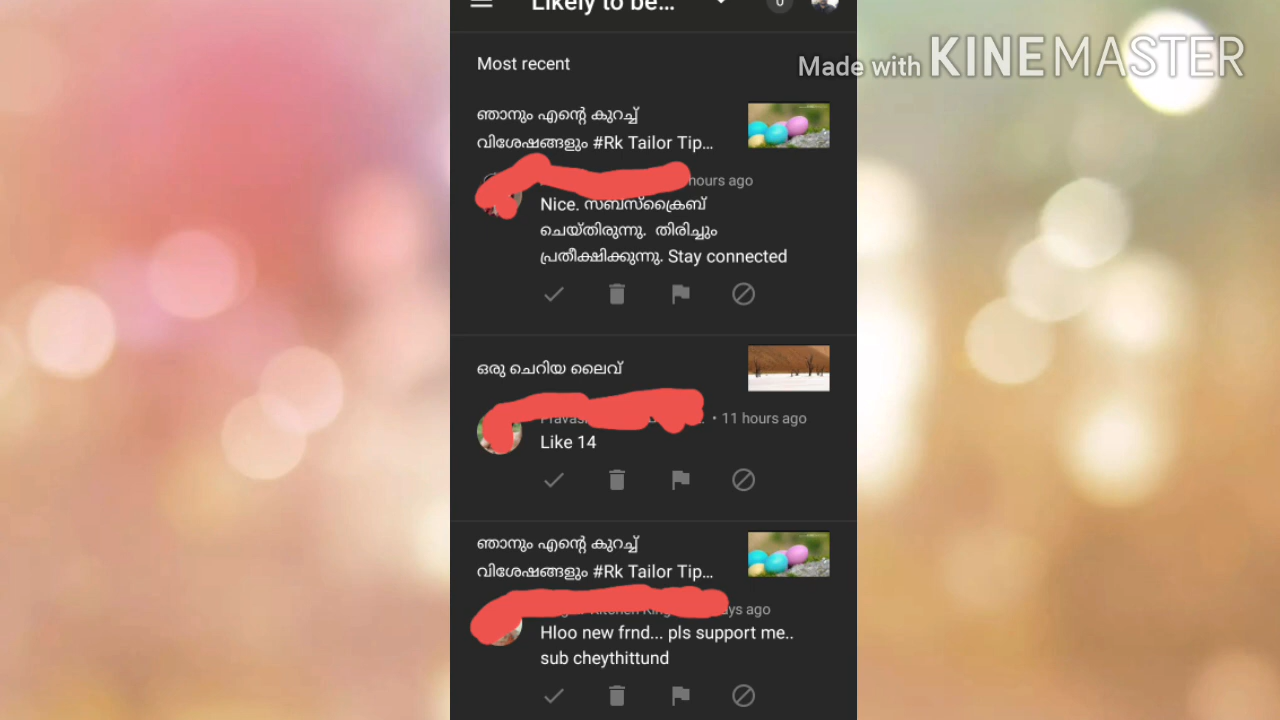 Likely to be...
0
Made with KINEMASTER
Most recent
ഞാനും എന്റെ കുറച്ച്
വിശേഷങ്ങളും #Rk Tailor Tip...
hours ago
Nice. സബസ്ക്രൈബ്
ചെയ്തിരുന്നു. തിരിച്ചും
പ്രതീക്ഷിക്കുന്നു. Stay connected
ഒരു ചെറിയ ലൈവ്
• 11 hours ago
Like 14
ഞാനും എന്റെ കുറച്ച്
വിശേഷങ്ങളും #Rk Tailor Tip...
ago
Hloo new frnd... pls support me..
sub cheythittund